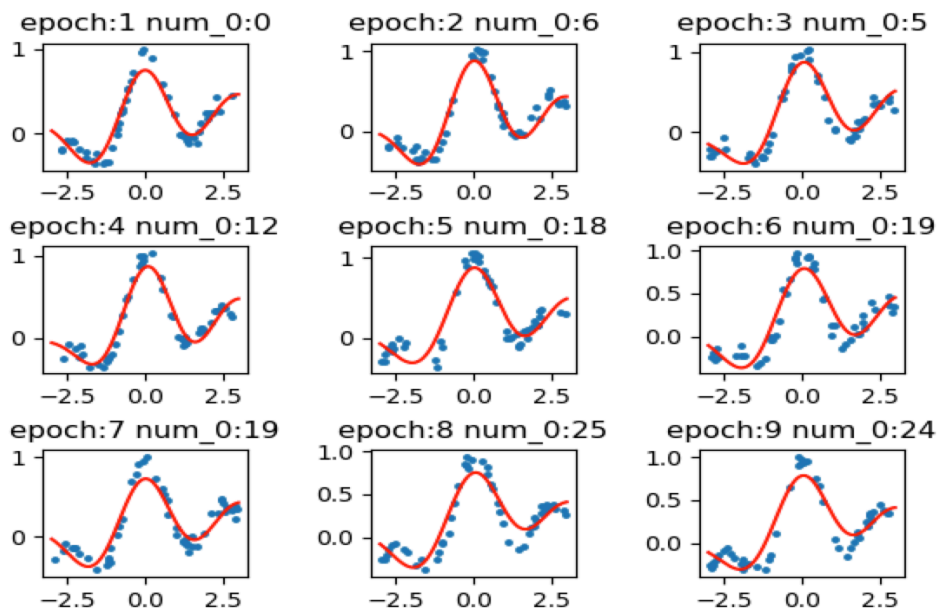 epoch:1 num_0:0
epoch:2 num_0:6
epoch:3 num_0:5
1
0
−2.5 0.0 2.5
1
0
−2.5 0.0 2.5
1
0
−2.5 0.0 2.5
epoch:4 num_0:12
epoch:5 num_0:18
epoch:6 num_0:19
1
0
−2.5 0.0 2.5
1
0
−2.5 0.0 2.5
1.0
0.5
0.0
−2.5 0.0 2.5
epoch:7 num_0:19
epoch:8 num_0:25
epoch:9 num_0:24
1
0
−2.5 0.0 2.5
1.0
0.5
0.0
−2.5 0.0 2.5
1.0
0.5
0.0
−2.5 0.0 2.5